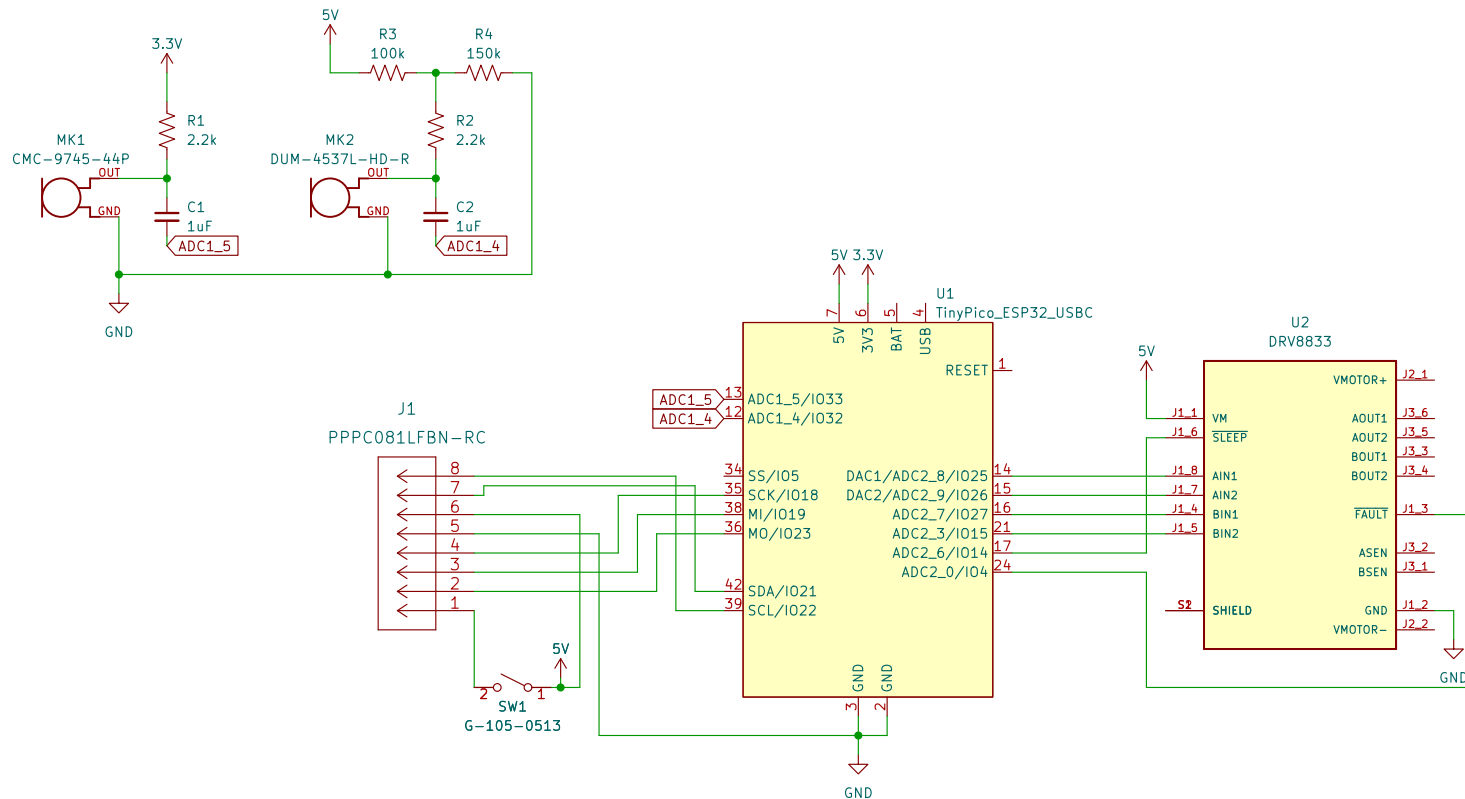 5V
R3
100k
R4
150k
3.3V
R1
2.2k
R2
2.2k
MK1
CMC-9745-44P
MK2
DUM-4537L-HD-R
OUT
GND
OUT
GND
C1
1uF
C2
1uF
ADC1_5
ADC1_4
GND
5V
3.3V
U1
TinyPico_ESP32_USBC
7
6
5
4
5V
3V3
BAT
USB
RESET
1
ADC1_5
13
ADC1_5/IO33
ADC1_4
12
ADC1_4/IO32
34
SS/IO5
35
SCK/IO18
38
MI/IO19
36
MO/IO23
42
SDA/IO21
39
SCL/IO22
DAC1/ADC2_8/IO25
14
DAC2/ADC2_9/IO26
15
ADC2_7/IO27
16
ADC2_3/IO15
21
ADC2_6/IO14
17
ADC2_0/IO4
24
GND
GND
3
2
GND
J1
PPPC081LFBN-RC
8
7
6
5
4
3
2
1
5V
2
1
SW1
G-105-0513
U2
DRV8833
5V
J1_1
VM
J1_6
SLEEP
J1_8
AIN1
J1_7
AIN2
J1_4
BIN1
J1_5
BIN2
SHIELD
VMOTOR+
J2_1
AOUT1
J3_6
AOUT2
J3_5
BOUT1
J3_3
BOUT2
J3_4
FAULT
J1_3
ASEN
J3_2
BSEN
J3_1
GND
J1_2
VMOTOR-
J2_2
GND